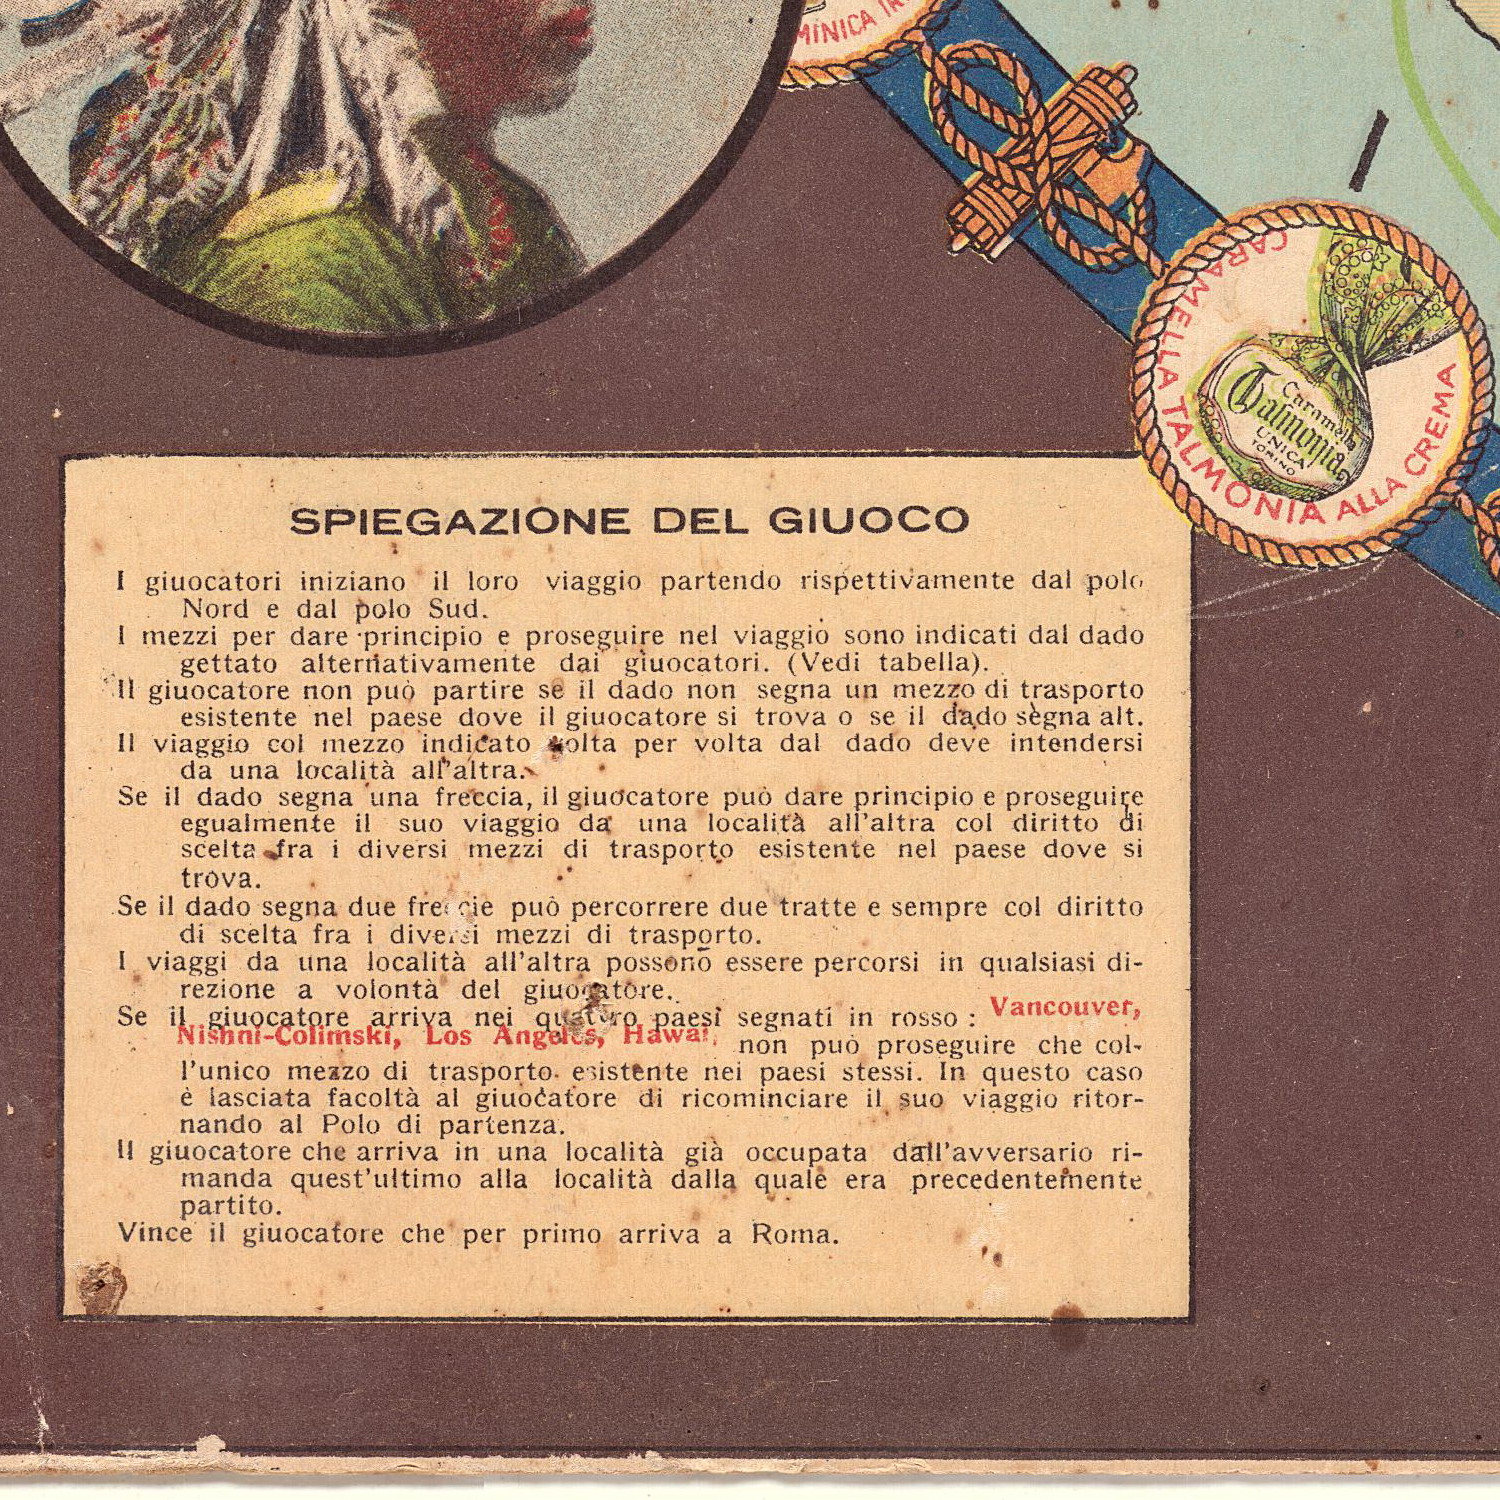 MINICA
CARAMELLA TALMONIA ALLA CREMA
Caramella
Talmonia
UNICA
TORINO
SPIEGAZIONE DEL GIUOCO
I giuocatori iniziano il loro viaggio partendo rispettivamente dal polo
Nord e dal polo Sud.
I mezzi per dare principio e proseguire nel viaggio sono indicati dal dado
gettato alternativamente dai giuocatori. (Vedi tabella).
Il giuocatore non può partire se il dado non segna un mezzo di trasporto
esistente nel paese dove il giuocatore si trova o se il dado segna alt.
Il viaggio col mezzo indicato volta per volta dal dado deve intendersi
da una località all'altra.
Se il dado segna una freccia, il giuocatore può dare principio e proseguire
egualmente il suo viaggio da una località all'altra col diritto di
scelta fra i diversi mezzi di trasporto esistente nel paese dove si
trova.
Se il dado segna due freccie può percorrere due tratte e sempre col diritto
di scelta fra i diversi mezzi di trasporto.
I viaggi da una località all'altra possono essere percorsi in qualsiasi di-
rezione a volontà del giuocatore.
Se il giuocatore arriva nei quattro paesi segnati in rosso : Vancouver,
Nishni-Colimski, Los Angeles, Hawai, non può proseguire che col-
l'unico mezzo di trasporto esistente nei paesi stessi. In questo caso
è lasciata facoltà al giuocatore di ricominciare il suo viaggio ritor-
nando al Polo di partenza.
Il giuocatore che arriva in una località già occupata dall'avversario ri-
manda quest'ultimo alla località dalla quale era precedentemente
partito.
Vince il giuocatore che per primo arriva a Roma.